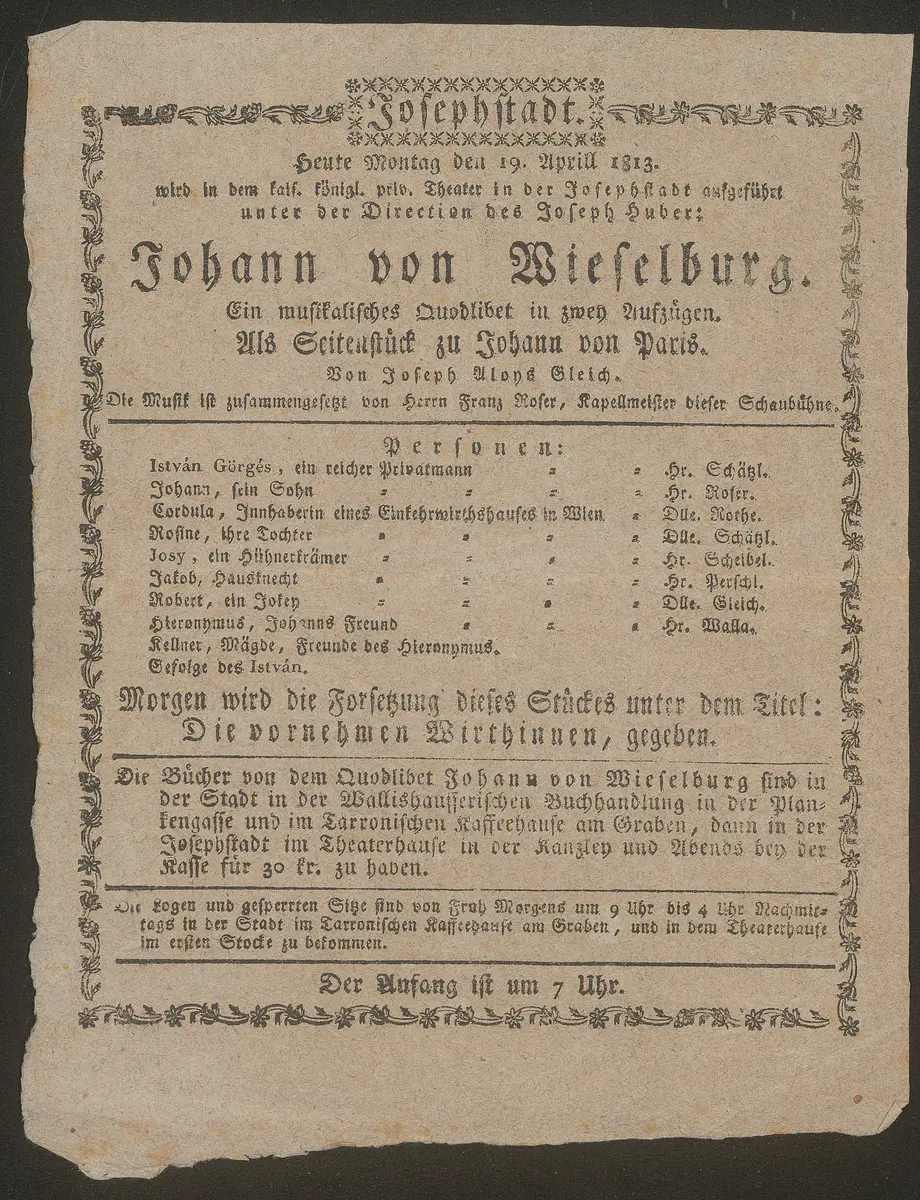 Josephstadt.
Heute Montag den 19. Aprill 1813.
wird in dem kais. königl. priv. Theater in der Josephstadt aufgeführt
unter der Direction des Joseph Huber:
Johann von Wieselburg.
Ein musikalisches Quodlibet in zwey Aufzügen.
Als Seitenstück zu Johann von Paris.
Von Joseph Aloys Gleich.
Die Musik ist zusammengesetzt von Herrn Franz Roser, Kapellmeister dieser Schaubühne.
Personen:
István Görgés, ein reicher Privatmann = = Hr. Schätzl.
Johann, sein Sohn = = = = Hr. Roser.
Cordula, Innhaberin eines Einkehrwirthshauses in Wien = Dlle. Rothe.
Rosine, ihre Tochter = = = = Dlle. Schätzl.
Josy, ein Hühnerkrämer = = = = Hr. Scheibel.
Jakob, Hausknecht = = = = Hr. Perschl.
Robert, ein Jokey = = = = Dlle. Gleich.
Hieronymus, Johanns Freund = = = Hr. Walla.
Kellner, Mägde, Freunde des Hieronymus.
Gefolge des István.
Morgen wird die Forsetzung dieses Stückes unter dem Titel:
Die vornehmen Wirthinnen, gegeben.
Die Bücher von dem Quodlibet Johann von Wieselburg sind in
der Stadt in der Wallishausserischen Buchhandlung in der Plan=
kengasse und im Tarronischen Kaffeehause am Graben, dann in der
Josephstadt im Theaterhause in der Kanzley und Abends bey der
Kasse für 30 kr. zu haben.
Die Logen und gesperrten Sitze sind von Fruh Morgens um 9 Uhr bis 4 Uhr Nachmit=
tags in der Stadt im Tarronischen Kaffeehause am Graben, und in dem Theaterhause
im ersten Stocke zu bekommen.
Der Anfang ist um 7 Uhr.